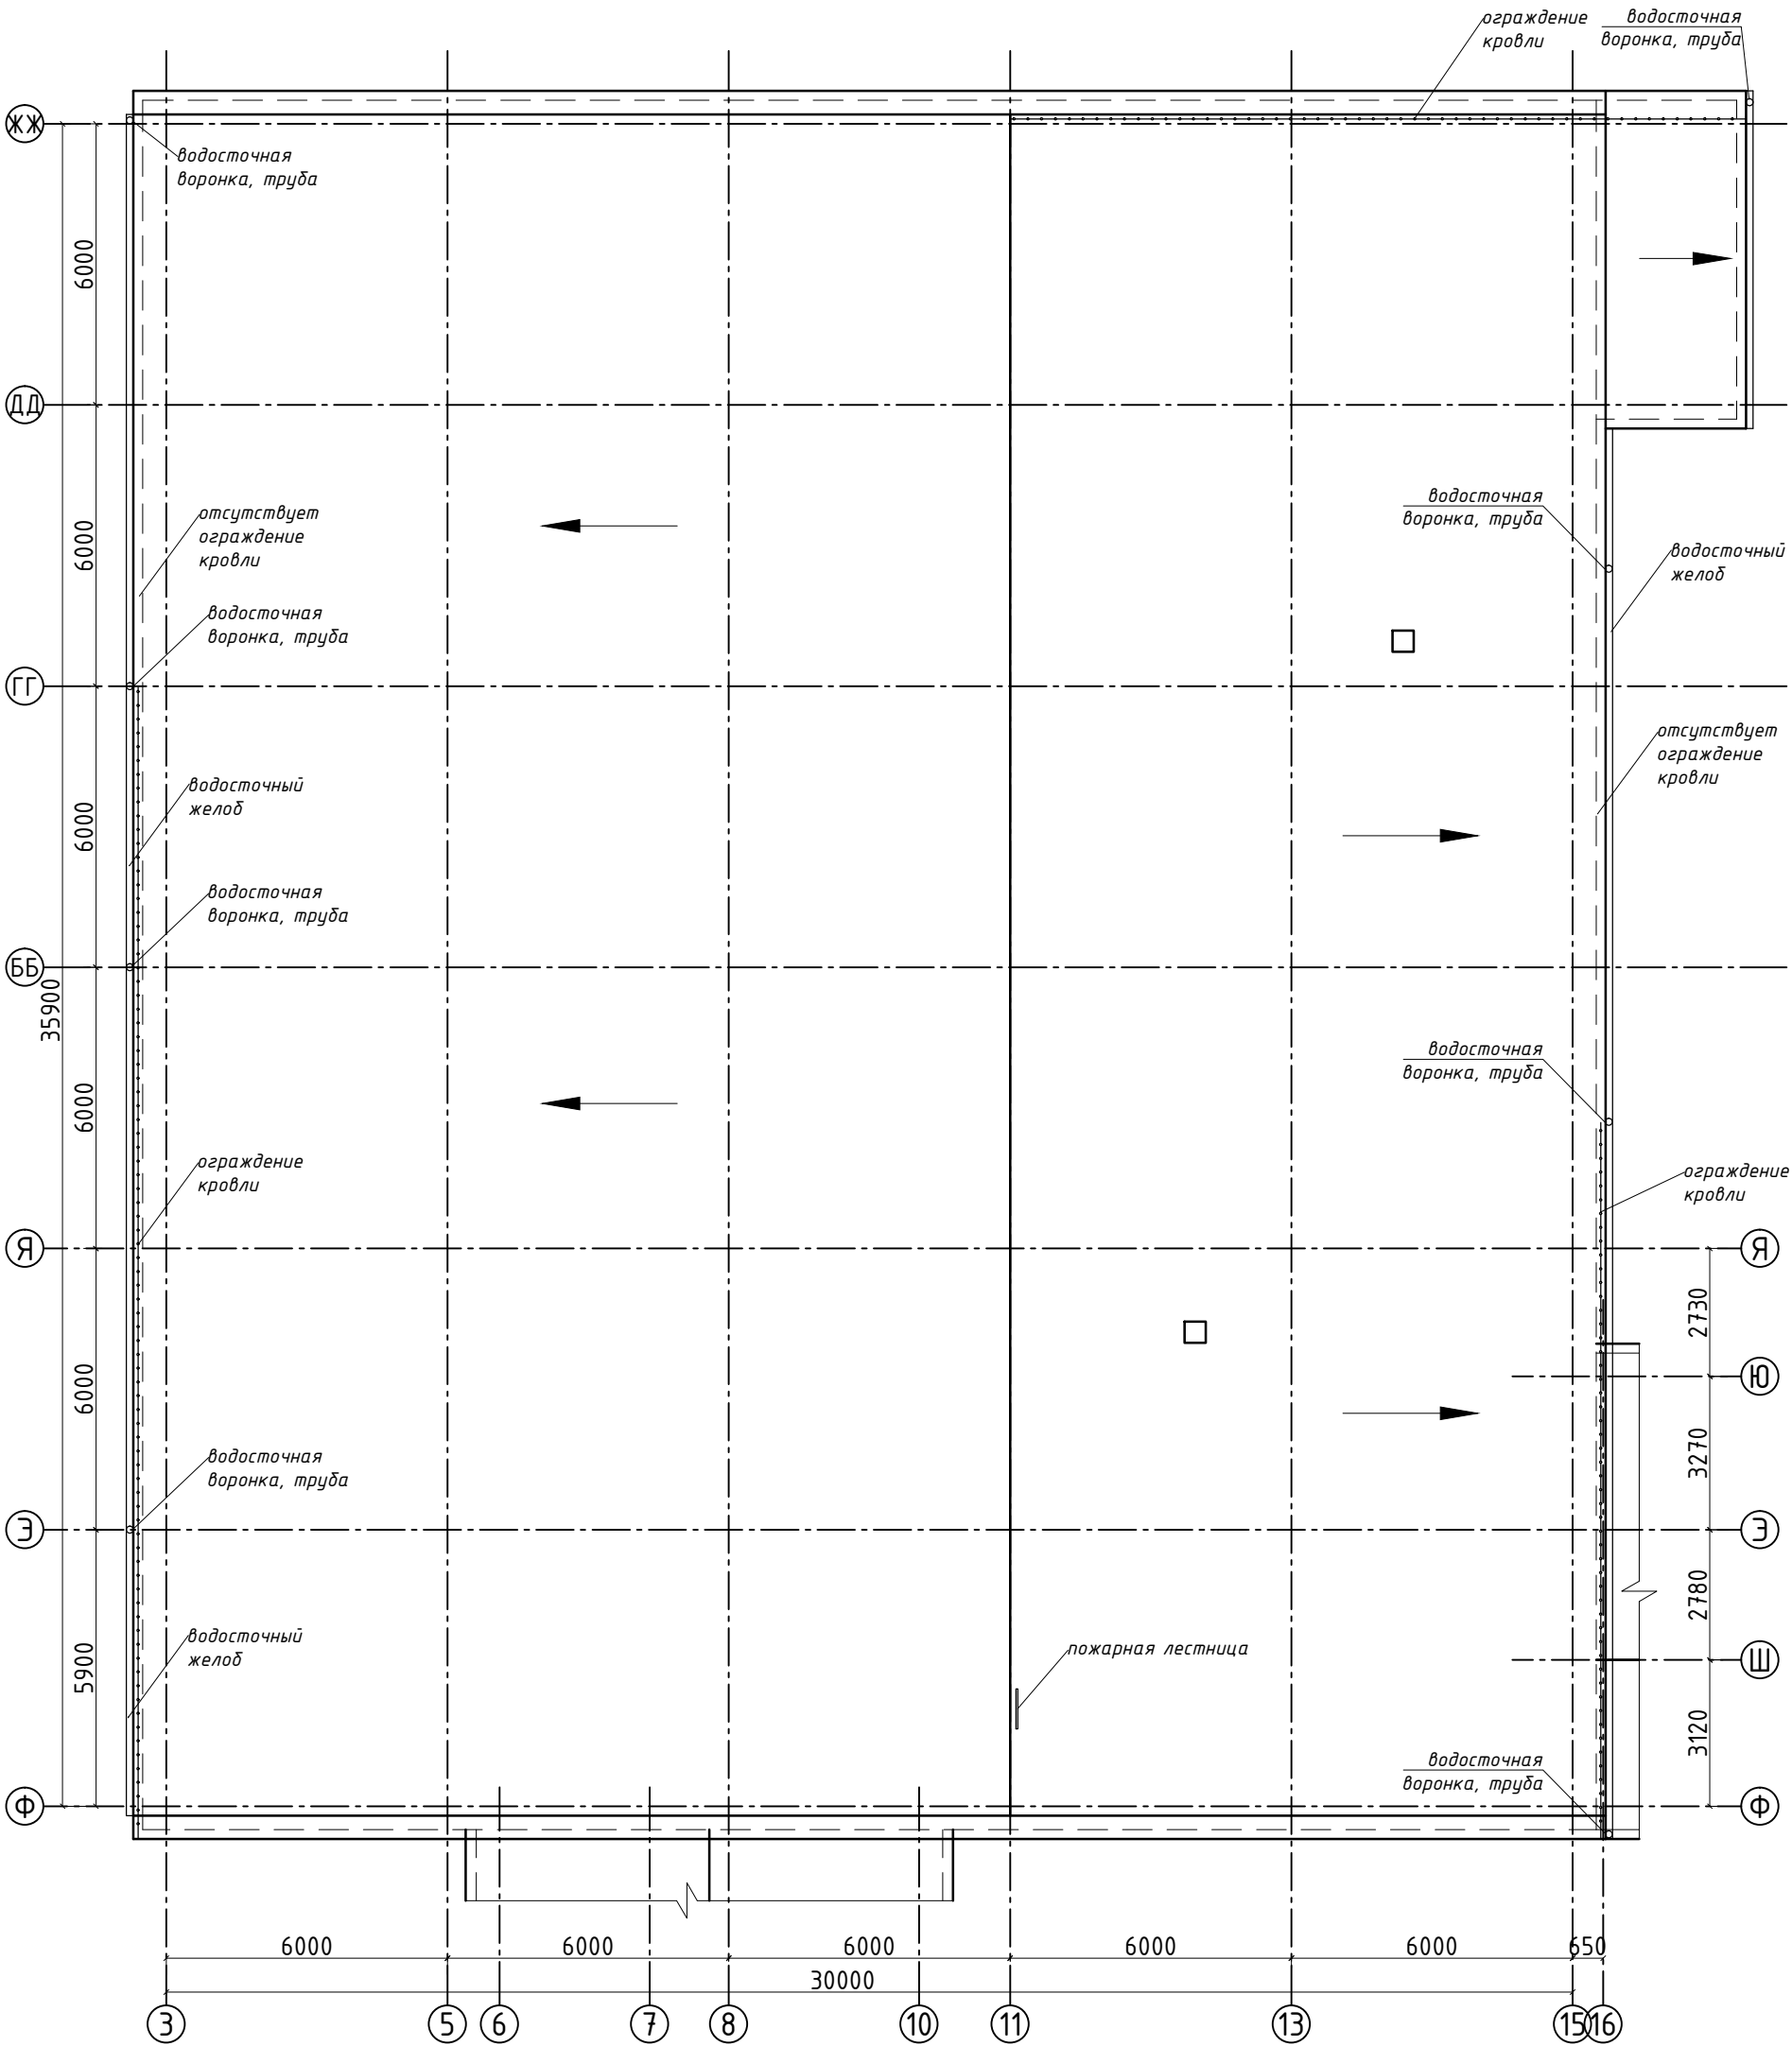 ограждение
кровли
водосточная
воронка, труба
ЖЖ
водосточная
воронка, труба
6000
ДД
отсутствует
ограждение
кровли
6000
водосточная
воронка, труба
водосточный
желоб
водосточная
воронка, труба
ГГ
отсутствует
ограждение
кровли
водосточный
желоб
6000
водосточная
воронка, труба
ББ
35900
водосточная
воронка, труба
6000
ограждение
кровли
ограждение
кровли
Я
Я
2730
Ю
6000
3270
водосточная
воронка, труба
Э
Э
2780
водосточный
желоб
5900
пожарная лестница
Ш
3120
водосточная
воронка, труба
Ф
Ф
6000
6000
6000
6000
6000
650
30000
3
5
6
7
8
10
11
13
15
16